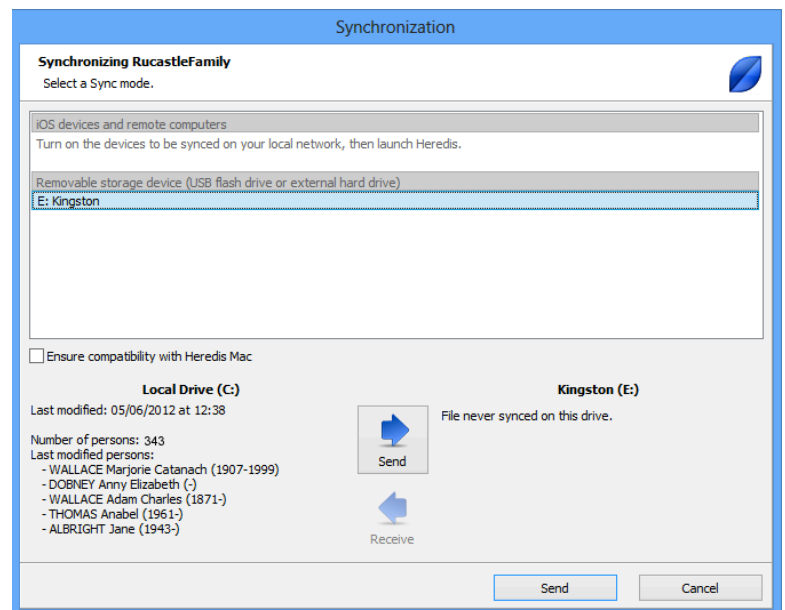 Synchronization
Synchronizing RucastleFamily
Select a Sync mode.
iOS devices and remote computers
Turn on the devices to be synced on your local network, then launch Heredis.
Removable storage device (USB flash drive or external hard drive)
E: Kingston
Ensure compatibility with Heredis Mac
Local Drive (C:)
Last modified: 05/06/2012 at 12:38
Number of persons: 343
Last modified persons:
- WALLACE Marjorie Catanach (1907-1999)
- DOBNEY Anny Elizabeth (-)
- WALLACE Adam Charles (1871-)
- THOMAS Anabel (1961-)
- ALBRIGHT Jane (1943-)
Send
Receive
Kingston (E:)
File never synced on this drive.
Send
Cancel